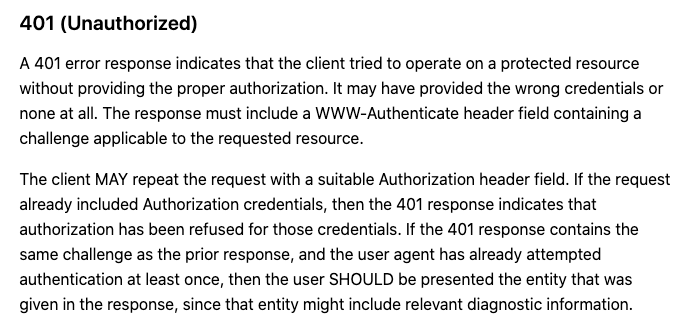 401 (Unauthorized)
A 401 error response indicates that the client tried to operate on a protected resource
without providing the proper authorization. It may have provided the wrong credentials or
none at all. The response must include a WWW-Authenticate header field containing a
challenge applicable to the requested resource.
The client MAY repeat the request with a suitable Authorization header field. If the request
already included Authorization credentials, then the 401 response indicates that
authorization has been refused for those credentials. If the 401 response contains the
same challenge as the prior response, and the user agent has already attempted
authentication at least once, then the user SHOULD be presented the entity that was
given in the response, since that entity might include relevant diagnostic information.